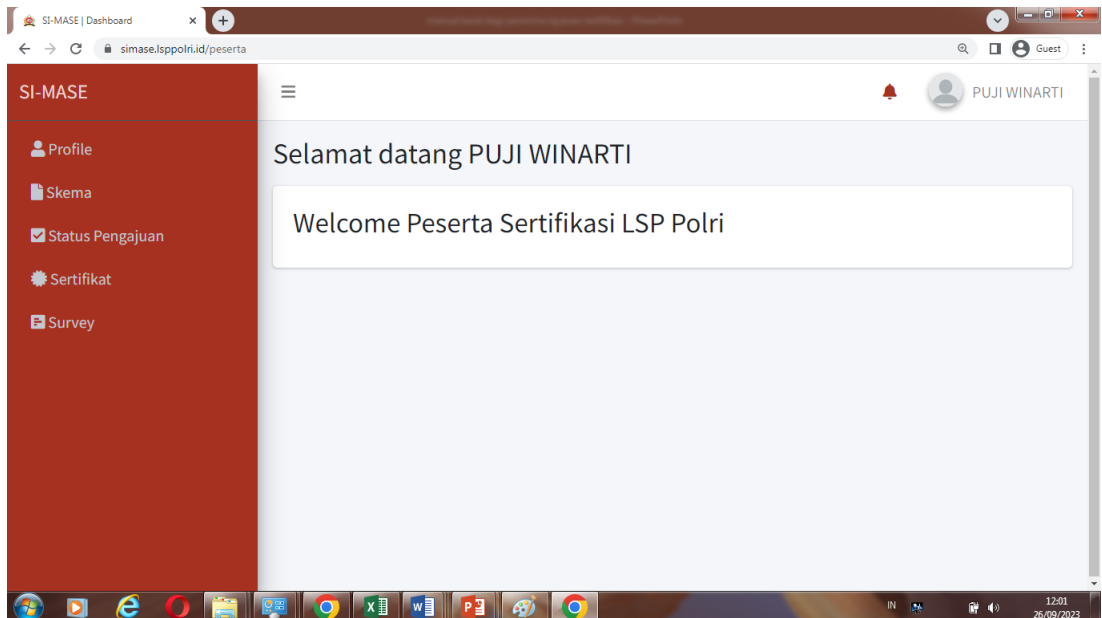 SI-MASE | Dashboard
simase.lsppolri.id/peserta
Guest
SI-MASE
PUJI WINARTI
Profile
Skema
Status Pengajuan
Sertifikat
Survey
Selamat datang PUJI WINARTI
Welcome Peserta Sertifikasi LSP Polri
IN
12:01
26/09/2023